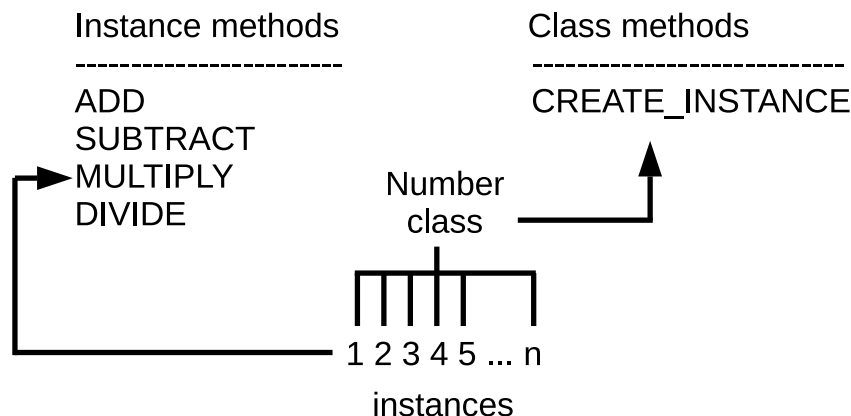 Instance methods
--------------------------
ADD
SUBTRACT
MULTIPLY
DIVIDE
Class methods
------------------------------
CREATE_INSTANCE
Number
class
1 2 3 4 5 ... n
instances